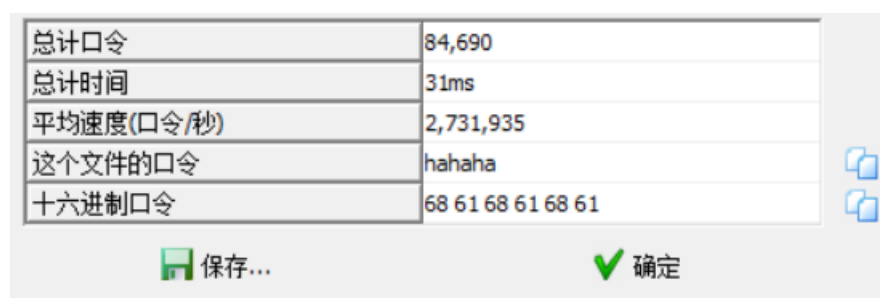 总计口令 84,690
总计时间 31ms
平均速度(口令/秒) 2,731,935
这个文件的口令 hahaha
十六进制口令 68 61 68 61 68 61
保存... 确定